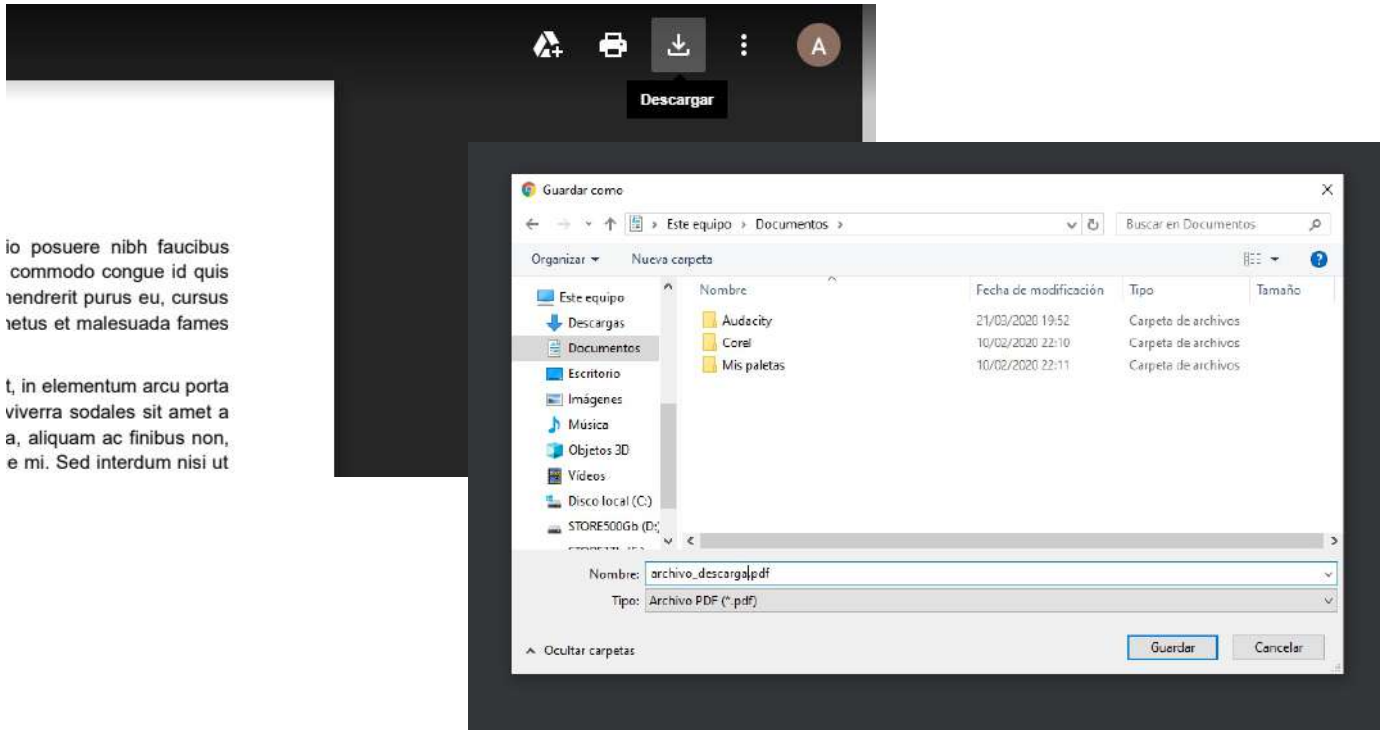 A
Descargar
io posuere nibh faucibus
commodo congue id quis
hendrerit purus eu, cursus
netus et malesuada fames
t, in elementum arcu porta
viverra sodales sit amet a
a, aliquam ac finibus non,
e mi. Sed interdum nisi ut
Guardar como
Este equipo > Documentos >
Buscar en Documentos
Organizar
Nueva carpeta
Nombre Fecha de modificación Tipo Tamaño
Este equipo
Descargas
Documentos
Escritorio
Imágenes
Música
Objetos 3D
Vídeos
Disco local (C:)
STORE500Gb (D:)
Audacity 21/03/2020 19:52 Carpeta de archivos
Corel 10/02/2020 22:10 Carpeta de archivos
Mis paletas 10/02/2020 22:11 Carpeta de archivos
Nombre: archivo_descarga.pdf
Tipo: Archivo PDF (*.pdf)
Ocultar carpetas
Guardar
Cancelar